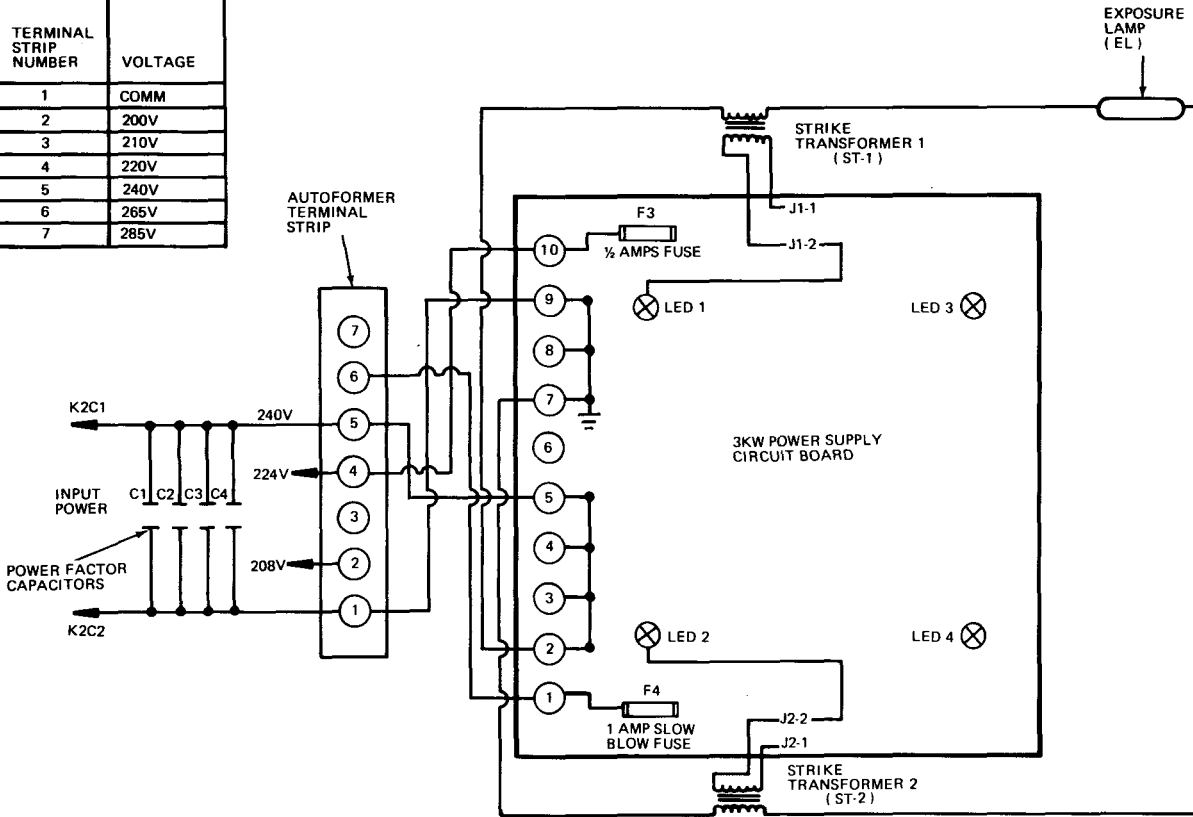 TERMINAL
STRIP
NUMBER
VOLTAGE
1 COMM
2 200V
3 210V
4 220V
5 240V
6 265V
7 285V
EXPOSURE
LAMP
( EL )
STRIKE
TRANSFORMER 1
( ST-1 )
AUTOFORMER
TERMINAL
STRIP
7
6
5
4
3
2
1
K2C1
240V
224V
208V
INPUT
POWER
C1 C2 C3 C4
POWER FACTOR
CAPACITORS
K2C2
10
9
8
7
6
5
4
3
2
1
F3
½ AMPS FUSE
J1-1
J1-2
LED 1
LED 3
3KW POWER SUPPLY
CIRCUIT BOARD
LED 2
LED 4
F4
1 AMP SLOW
BLOW FUSE
J2-2
J2-1
STRIKE
TRANSFORMER 2
( ST-2 )